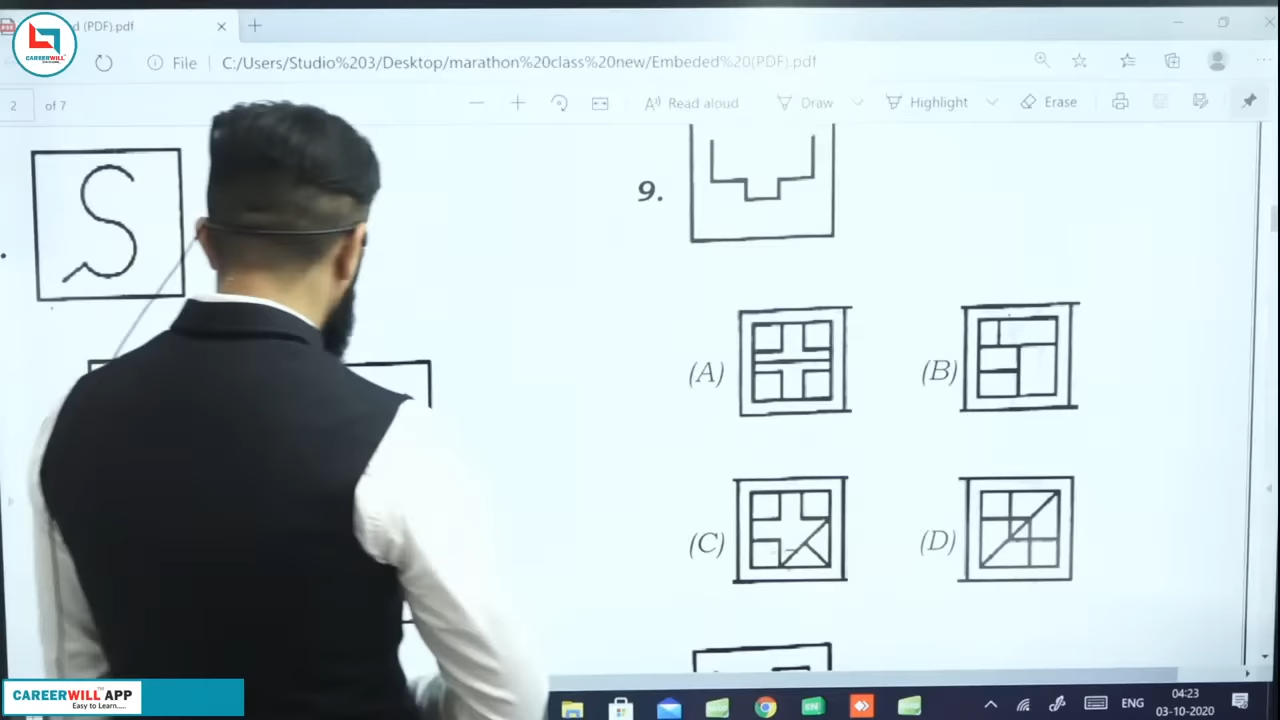 d (PDF).pdf
CAREERWILL
File
C:/Users/Studio%203/Desktop/marathon%20class%20new/Embeded%20(PDF).pdf
2
of 7
Read aloud
Draw
Highlight
Erase
9.
(A)
(B)
(C)
(D)
CAREERWILL APP
Easy to Learn.....
ENG
04:23
03-10-2020